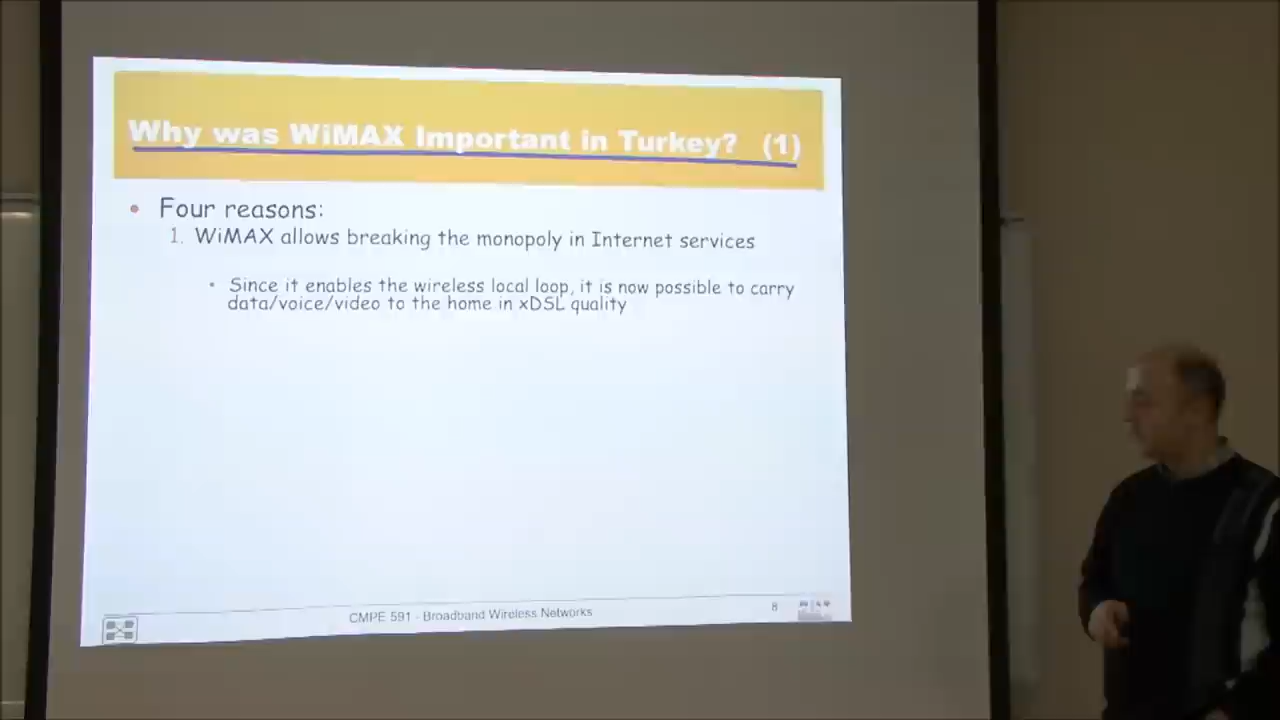 Why was WiMAX Important in Turkey? (1)
• Four reasons:
1. WiMAX allows breaking the monopoly in Internet services
• Since it enables the wireless local loop, it is now possible to carry
data/voice/video to the home in xDSL quality
CMPE 591 - Broadband Wireless Networks
8